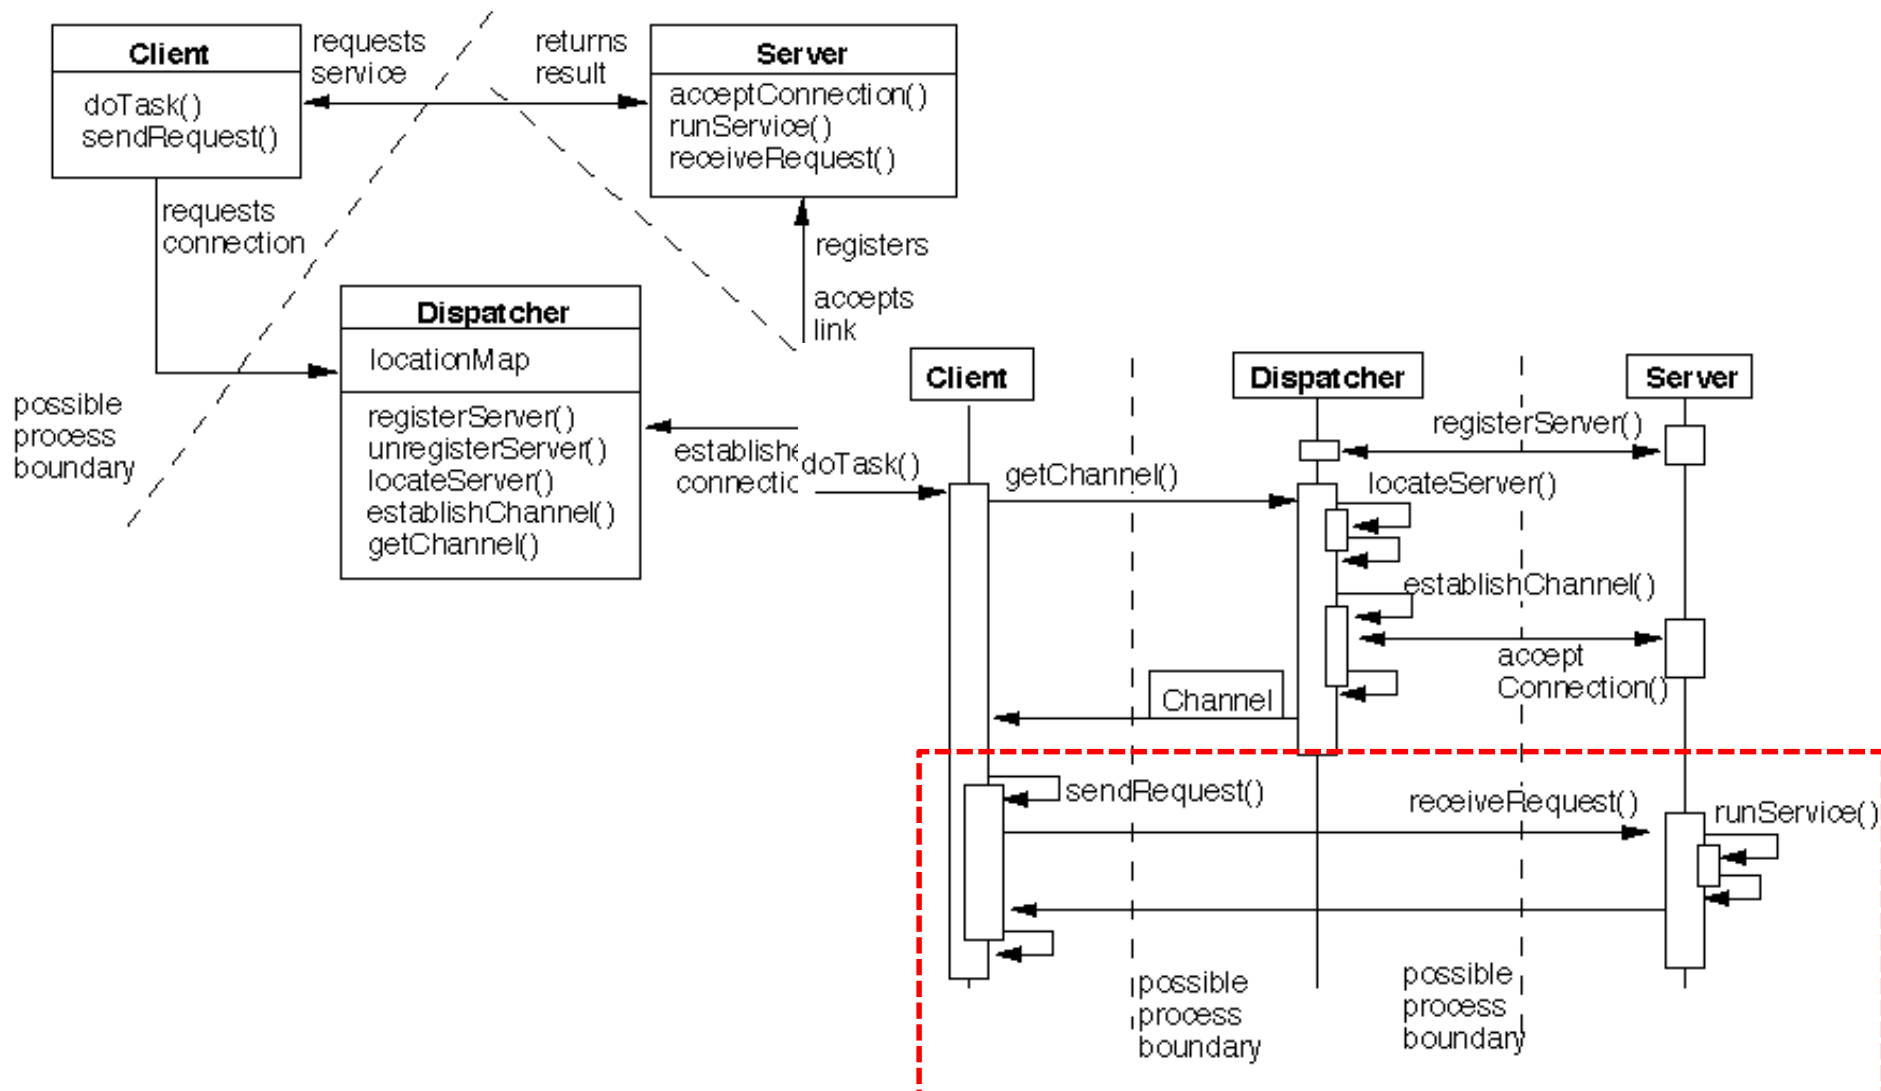 Client
doTask()
sendRequest()
requests
service
returns
result
Server
acceptConnection()
runService()
receiveRequest()
requests
connection
registers
accepts
link
Dispatcher
locationMap
registerServer()
unregisterServer()
locateServer()
establishChannel()
getChannel()
possible
process
boundary
establishe
connectic
Client
Dispatcher
Server
registerServer()
doTask()
getChannel()
locateServer()
establishChannel()
accept
Connection()
Channel
sendRequest()
receiveRequest()
runService()
possible
process
boundary
possible
process
boundary